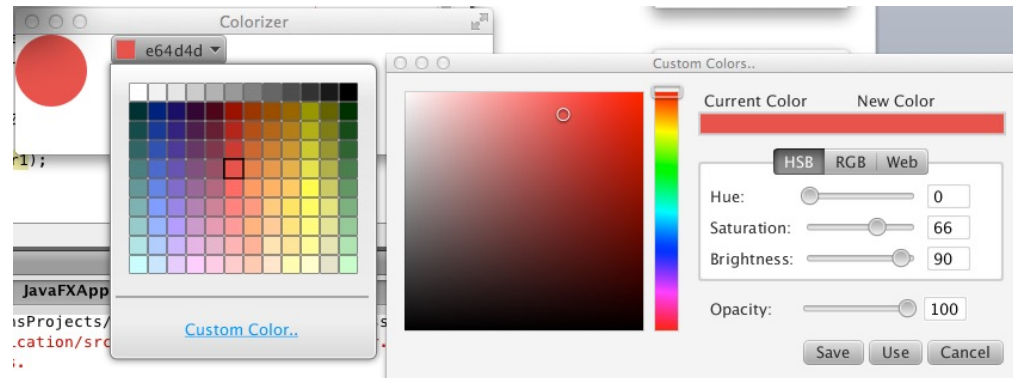 Colorizer
e64d4d
r1);
Custom Color..
JavaFXApp
nsProjects/
s
ication/src
r.
s.
Custom Colors..
Current Color New Color
HSB RGB Web
Hue: 0
Saturation: 66
Brightness: 90
Opacity: 100
Save Use Cancel